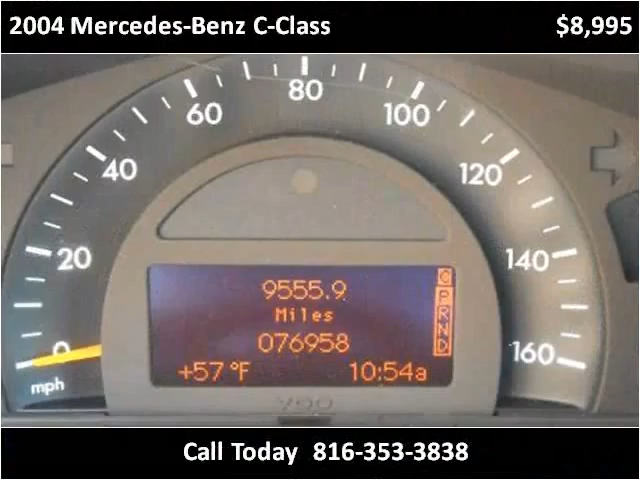 2004 Mercedes-Benz C-Class $8,995
80
60 100
40 120
20 140
0 160
mph
9555.9
Miles
076958
+57 °F 10:54a
C
P
R
N
D
VDO
Call Today 816-353-3838